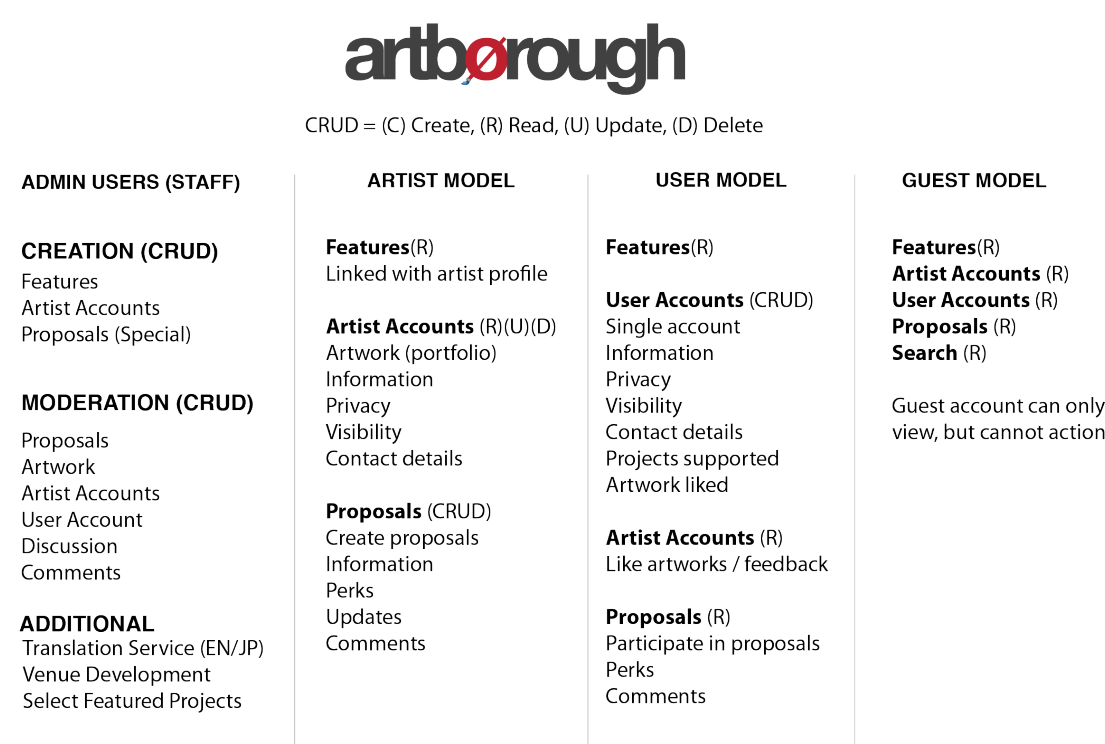 artbørough
CRUD = (C) Create, (R) Read, (U) Update, (D) Delete
ADMIN USERS (STAFF)
CREATION (CRUD)
Features
Artist Accounts
Proposals (Special)
MODERATION (CRUD)
Proposals
Artwork
Artist Accounts
User Account
Discussion
Comments
ADDITIONAL
Translation Service (EN/JP)
Venue Development
Select Featured Projects
ARTIST MODEL
Features(R)
Linked with artist profile
Artist Accounts (R)(U)(D)
Artwork (portfolio)
Information
Privacy
Visibility
Contact details
Proposals (CRUD)
Create proposals
Information
Perks
Updates
Comments
USER MODEL
Features(R)
User Accounts (CRUD)
Single account
Information
Privacy
Visibility
Contact details
Projects supported
Artwork liked
Artist Accounts (R)
Like artworks / feedback
Proposals (R)
Participate in proposals
Perks
Comments
GUEST MODEL
Features(R)
Artist Accounts (R)
User Accounts (R)
Proposals (R)
Search (R)
Guest account can only
view, but cannot action